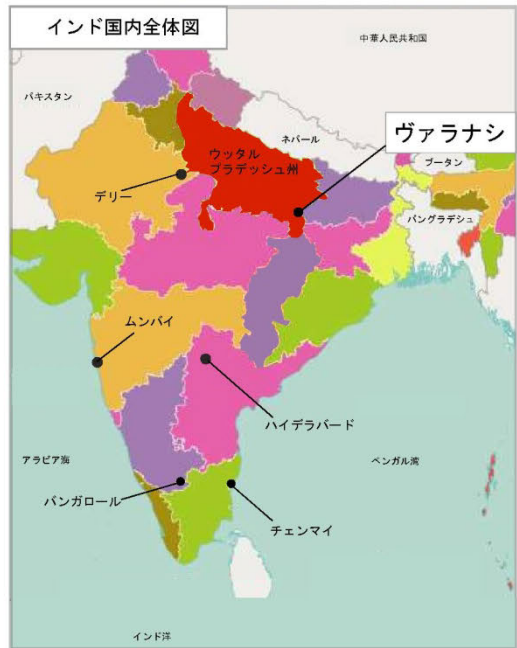 インド国内全体図
中華人民共和国
パキスタン
ネパール
ヴァラナシ
ウッタル
プラデッシュ州
ブータン
デリー
バングラデシュ
ムンバイ
ハイデラバード
アラビア海
ベンガル湾
バンガロール
チェンマイ
インド洋